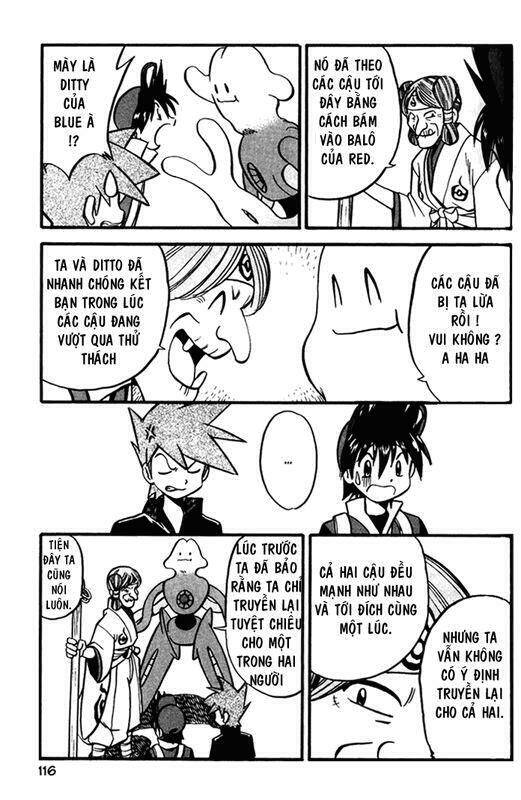 NÓ ĐÃ THEO
CÁC CẬU TỚI
ĐÂY BẰNG
CÁCH BÁM
VÀO BALÔ
CỦA RED.
MÀY LÀ
DITTY
CỦA
BLUE À
!?
CÁC CẬU ĐÃ
BỊ TA LỪA
RỒI !
VUI KHÔNG ?
A HA HA
TA VÀ DITTO ĐÃ
NHANH CHÓNG KẾT
BẠN TRONG LÚC
CÁC CẬU ĐANG
VƯỢT QUA THỬ
THÁCH
...
CẢ HAI CẬU ĐỀU
MẠNH NHƯ NHAU
VÀ TỚI ĐÍCH CÙNG
MỘT LÚC.
NHƯNG TA
VẪN KHÔNG
CÓ Ý ĐỊNH
TRUYỀN LẠI
CHO CẢ HAI.
LÚC TRƯỚC
TA ĐÃ BẢO
RẰNG TA CHỈ
TRUYỀN LẠI
TUYỆT CHIÊU
CHO MỘT
TRONG HAI
NGƯỜI
TIỆN
ĐÂY TA
CŨNG
NÓI
LUÔN.
116